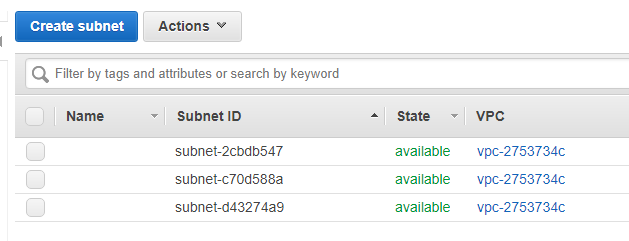 Create subnet Actions
Filter by tags and attributes or search by keyword
Name Subnet ID State VPC
subnet-2cbdb547 available vpc-2753734c
subnet-c70d588a available vpc-2753734c
subnet-d43274a9 available vpc-2753734c